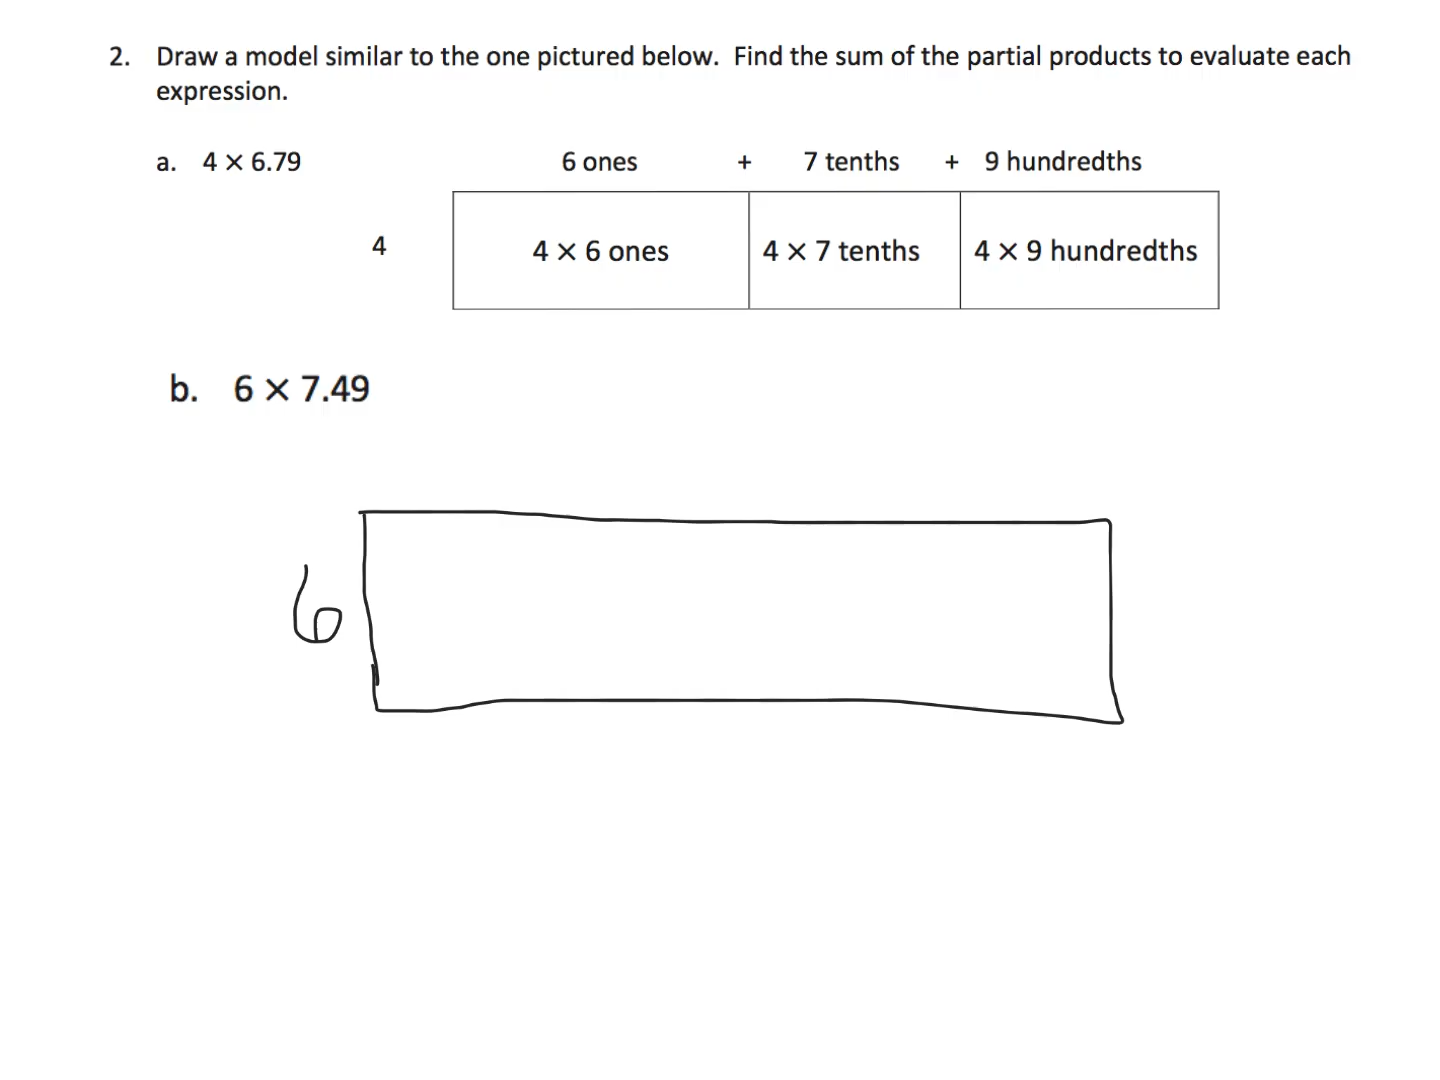 2. Draw a model similar to the one pictured below. Find the sum of the partial products to evaluate each
expression.
a. 4 × 6.79 6 ones + 7 tenths + 9 hundredths
4 4 × 6 ones 4 × 7 tenths 4 × 9 hundredths
b. 6 × 7.49
6